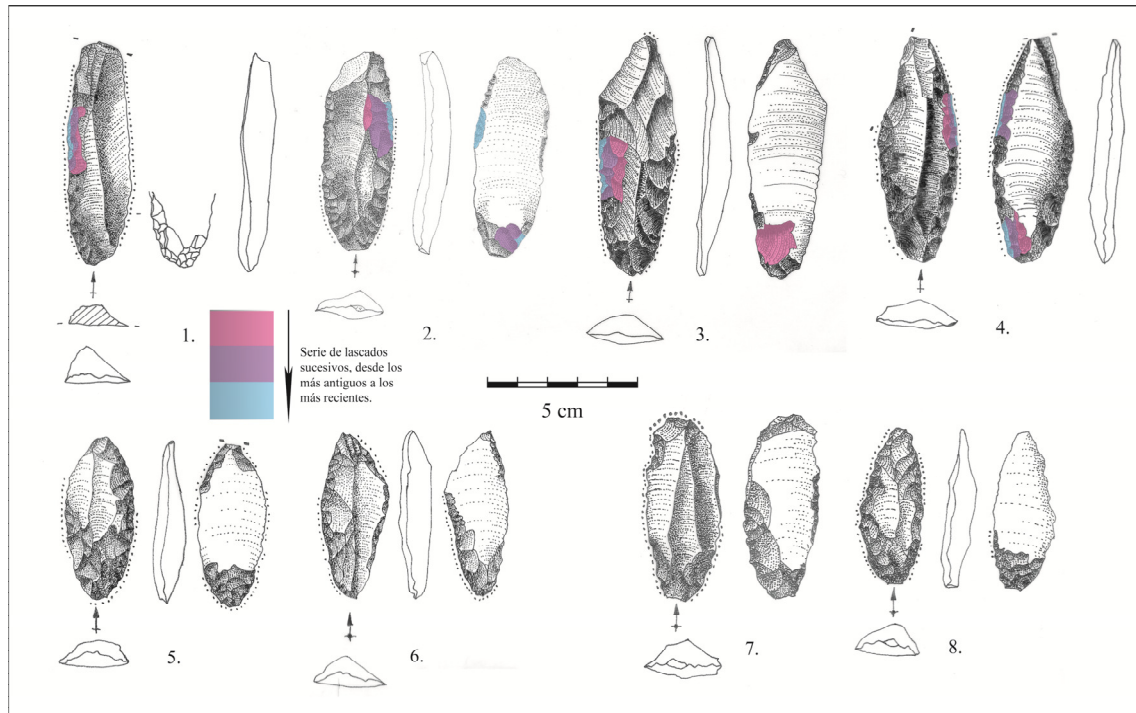 1.
2.
3.
4.
Serie de lascados
sucesivos, desde los
más antiguos a los
más recientes.
5 cm
5.
6.
7.
8.